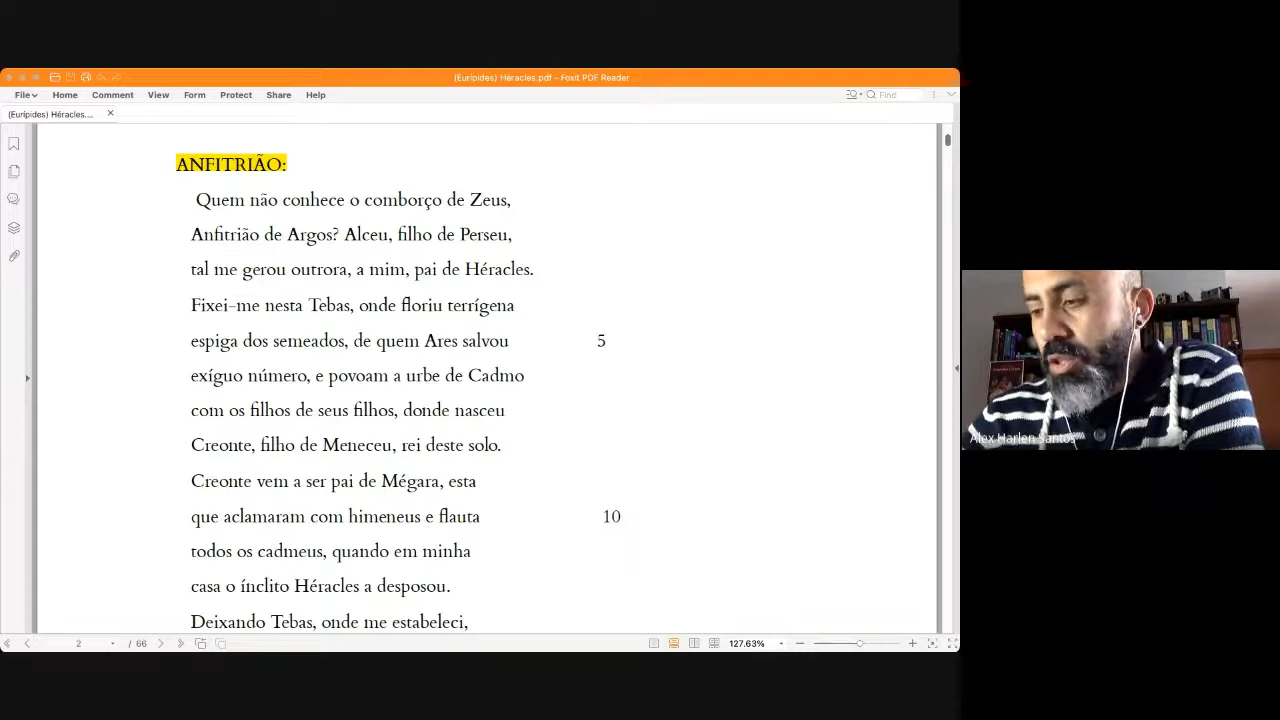 (Eurípides) Héracles.pdf - Foxit PDF Reader
File Home Comment View Form Protect Share Help
Find
(Eurípides) Héracles....
ANFITRIÃO:
Quem não conhece o comborço de Zeus,
Anfitrião de Argos? Alceu, filho de Perseu,
tal me gerou outrora, a mim, pai de Héracles.
Fixei-me nesta Tebas, onde floriu terrígena
espiga dos semeados, de quem Ares salvou 5
exíguo número, e povoam a urbe de Cadmo
com os filhos de seus filhos, donde nasceu
Creonte, filho de Meneceu, rei deste solo.
Creonte vem a ser pai de Mégara, esta
que aclamaram com himeneus e flauta 10
todos os cadmeus, quando em minha
casa o ínclito Héracles a desposou.
Deixando Tebas, onde me estabeleci,
2 / 66
127.63%
Alex Harlen Santos